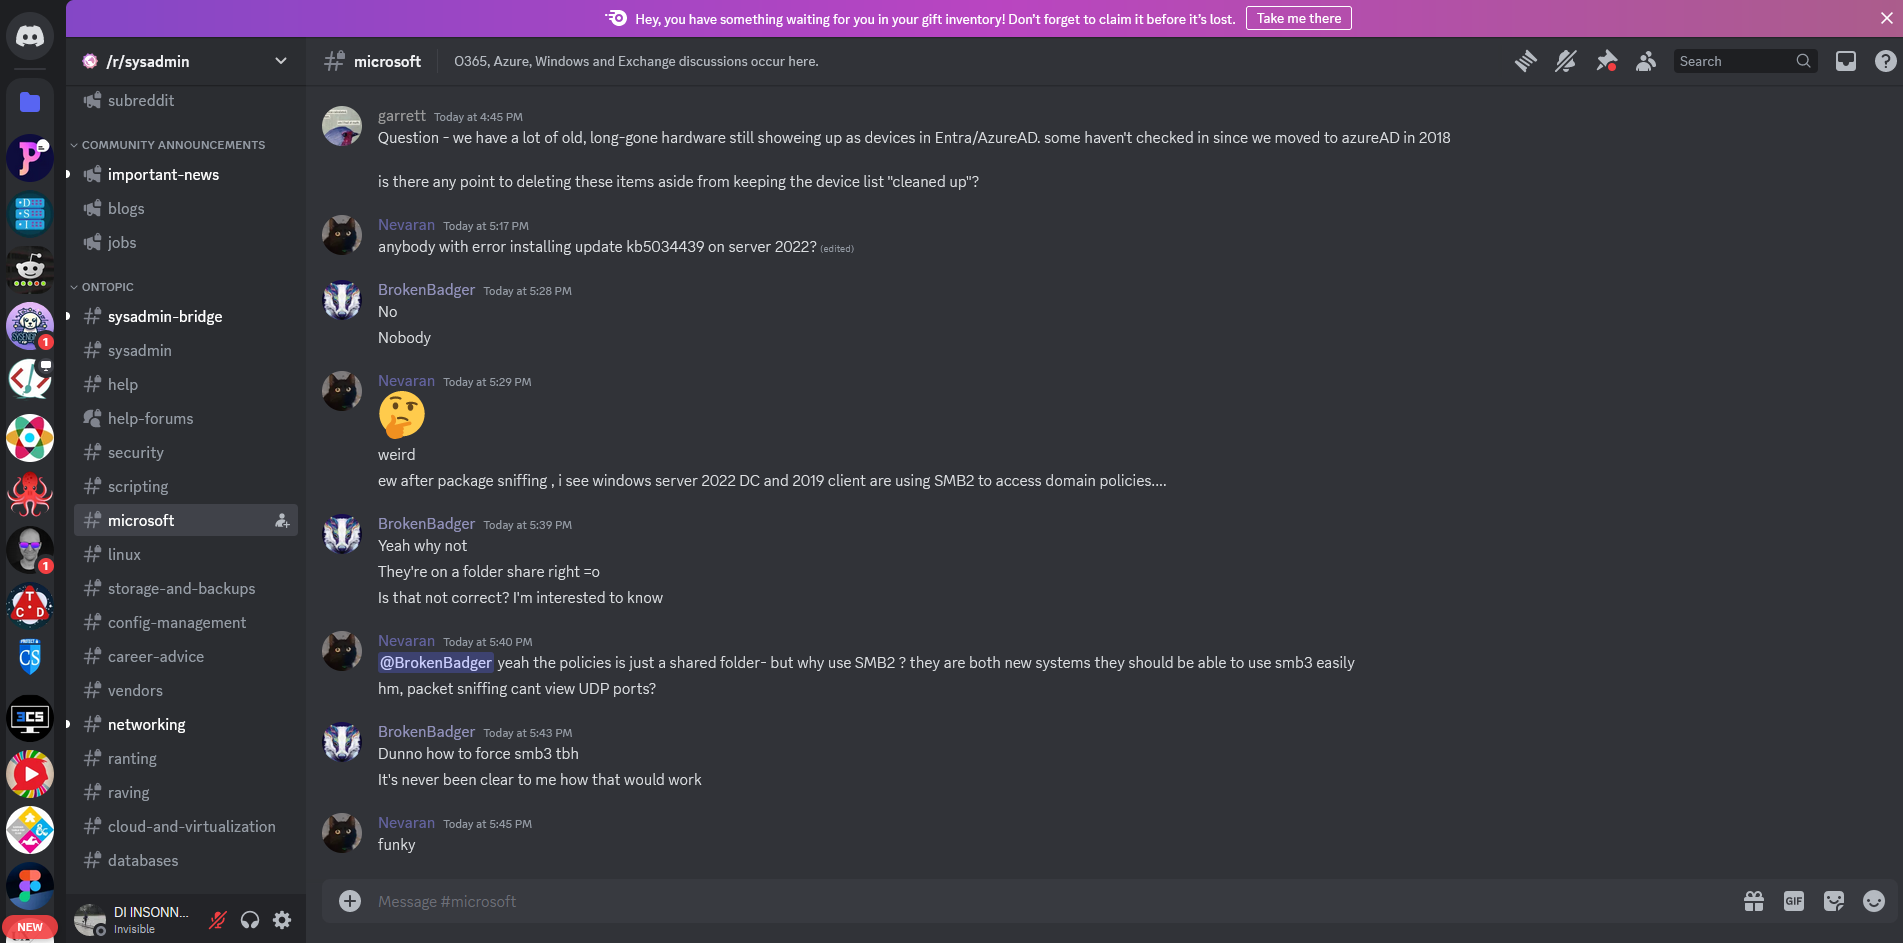 Hey, you have something waiting for you in your gift inventory! Don't forget to claim it before it's lost.
Take me there
/r/sysadmin
microsoft
O365, Azure, Windows and Exchange discussions occur here.
Search
subreddit
COMMUNITY ANNOUNCEMENTS
important-news
blogs
jobs
ONTOPIC
sysadmin-bridge
sysadmin
help
help-forums
security
scripting
microsoft
linux
storage-and-backups
config-management
career-advice
vendors
networking
ranting
raving
cloud-and-virtualization
databases
DI INSONN...
Invisible
1
1
T
C D
CS
3CS
NEW
garrett Today at 4:45 PM
Question - we have a lot of old, long-gone hardware still showeing up as devices in Entra/AzureAD. some haven't checked in since we moved to azureAD in 2018
is there any point to deleting these items aside from keeping the device list "cleaned up"?
Nevaran Today at 5:17 PM
anybody with error installing update kb5034439 on server 2022? (edited)
BrokenBadger Today at 5:28 PM
No
Nobody
Nevaran Today at 5:29 PM
weird
ew after package sniffing , i see windows server 2022 DC and 2019 client are using SMB2 to access domain policies....
BrokenBadger Today at 5:39 PM
Yeah why not
They're on a folder share right =o
Is that not correct? I'm interested to know
Nevaran Today at 5:40 PM
@BrokenBadger yeah the policies is just a shared folder- but why use SMB2 ? they are both new systems they should be able to use smb3 easily
hm, packet sniffing cant view UDP ports?
BrokenBadger Today at 5:43 PM
Dunno how to force smb3 tbh
It's never been clear to me how that would work
Nevaran Today at 5:45 PM
funky
Message #microsoft
GIF